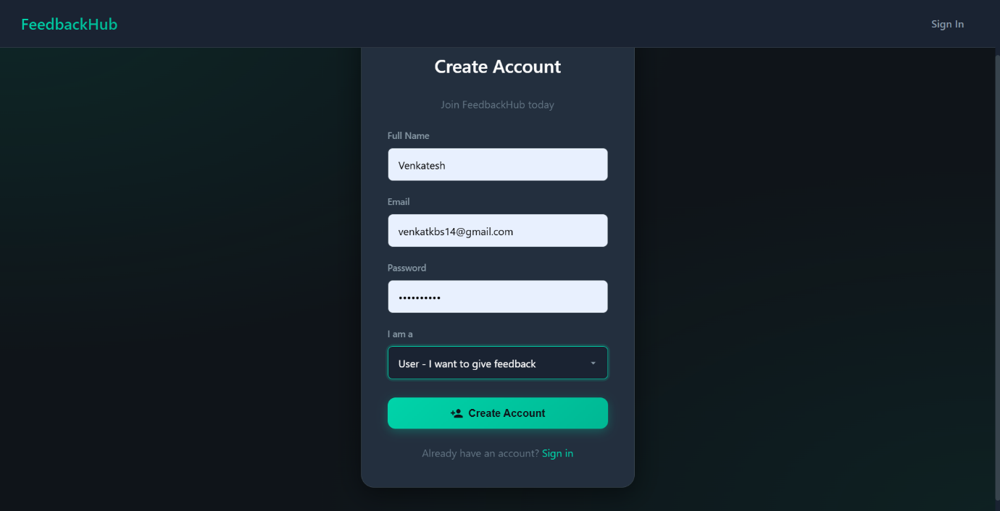 FeedbackHub
Sign In
Create Account
Join FeedbackHub today
Full Name
Venkatesh
Email
venkatkbs14@gmail.com
Password
••••••••••
I am a
User - I want to give feedback
Create Account
Already have an account? Sign in